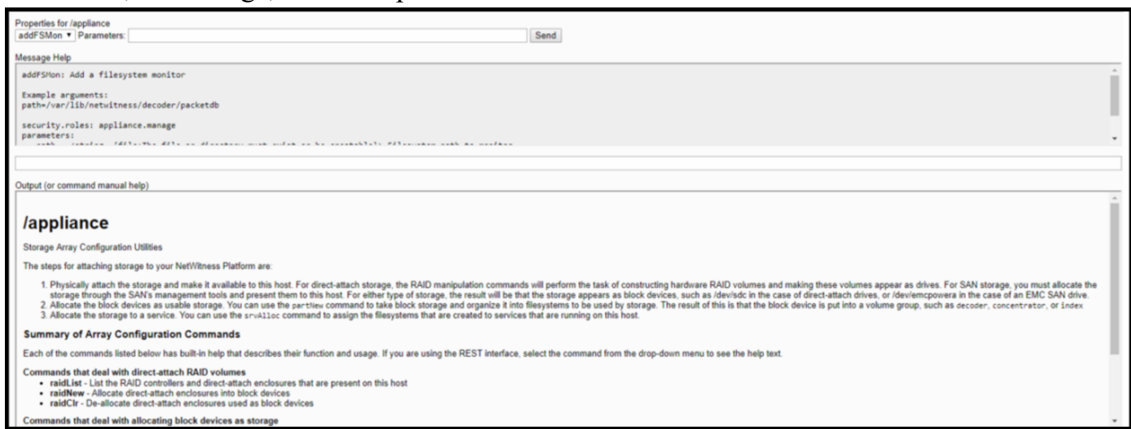 Properties for /appliance
addFSMon Parameters: Send
Message Help
addFSMon: Add a filesystem monitor
Example arguments:
path=/var/lib/netwitness/decoder/packetdb
security.roles: appliance.manage
parameters:
Output (or command manual help)
/appliance
Storage Array Configuration Utilities
The steps for attaching storage to your NetWitness Platform are:
1. Physically attach the storage and make it available to this host. For direct-attach storage, the RAID manipulation commands will perform the task of constructing hardware RAID volumes and making these volumes appear as drives. For SAN storage, you must allocate the
storage through the SAN's management tools and present them to this host. For either type of storage, the result will be that the storage appears as block devices, such as /dev/sdc in the case of direct-attach drives, or /dev/emcpowera in the case of an EMC SAN drive.
2. Allocate the block devices as usable storage. You can use the partNew command to take block storage and organize it into filesystems to be used by storage. The result of this is that the block device is put into a volume group, such as decoder, concentrator, or index
3. Allocate the storage to a service. You can use the srvAlloc command to assign the filesystems that are created to services that are running on this host.
Summary of Array Configuration Commands
Each of the commands listed below has built-in help that describes their function and usage. If you are using the REST interface, select the command from the drop-down menu to see the help text.
Commands that deal with direct-attach RAID volumes
• raidList - List the RAID controllers and direct-attach enclosures that are present on this host
• raidNew - Allocate direct-attach enclosures into block devices
• raidClr - De-allocate direct-attach enclosures used as block devices
Commands that deal with allocating block devices as storage